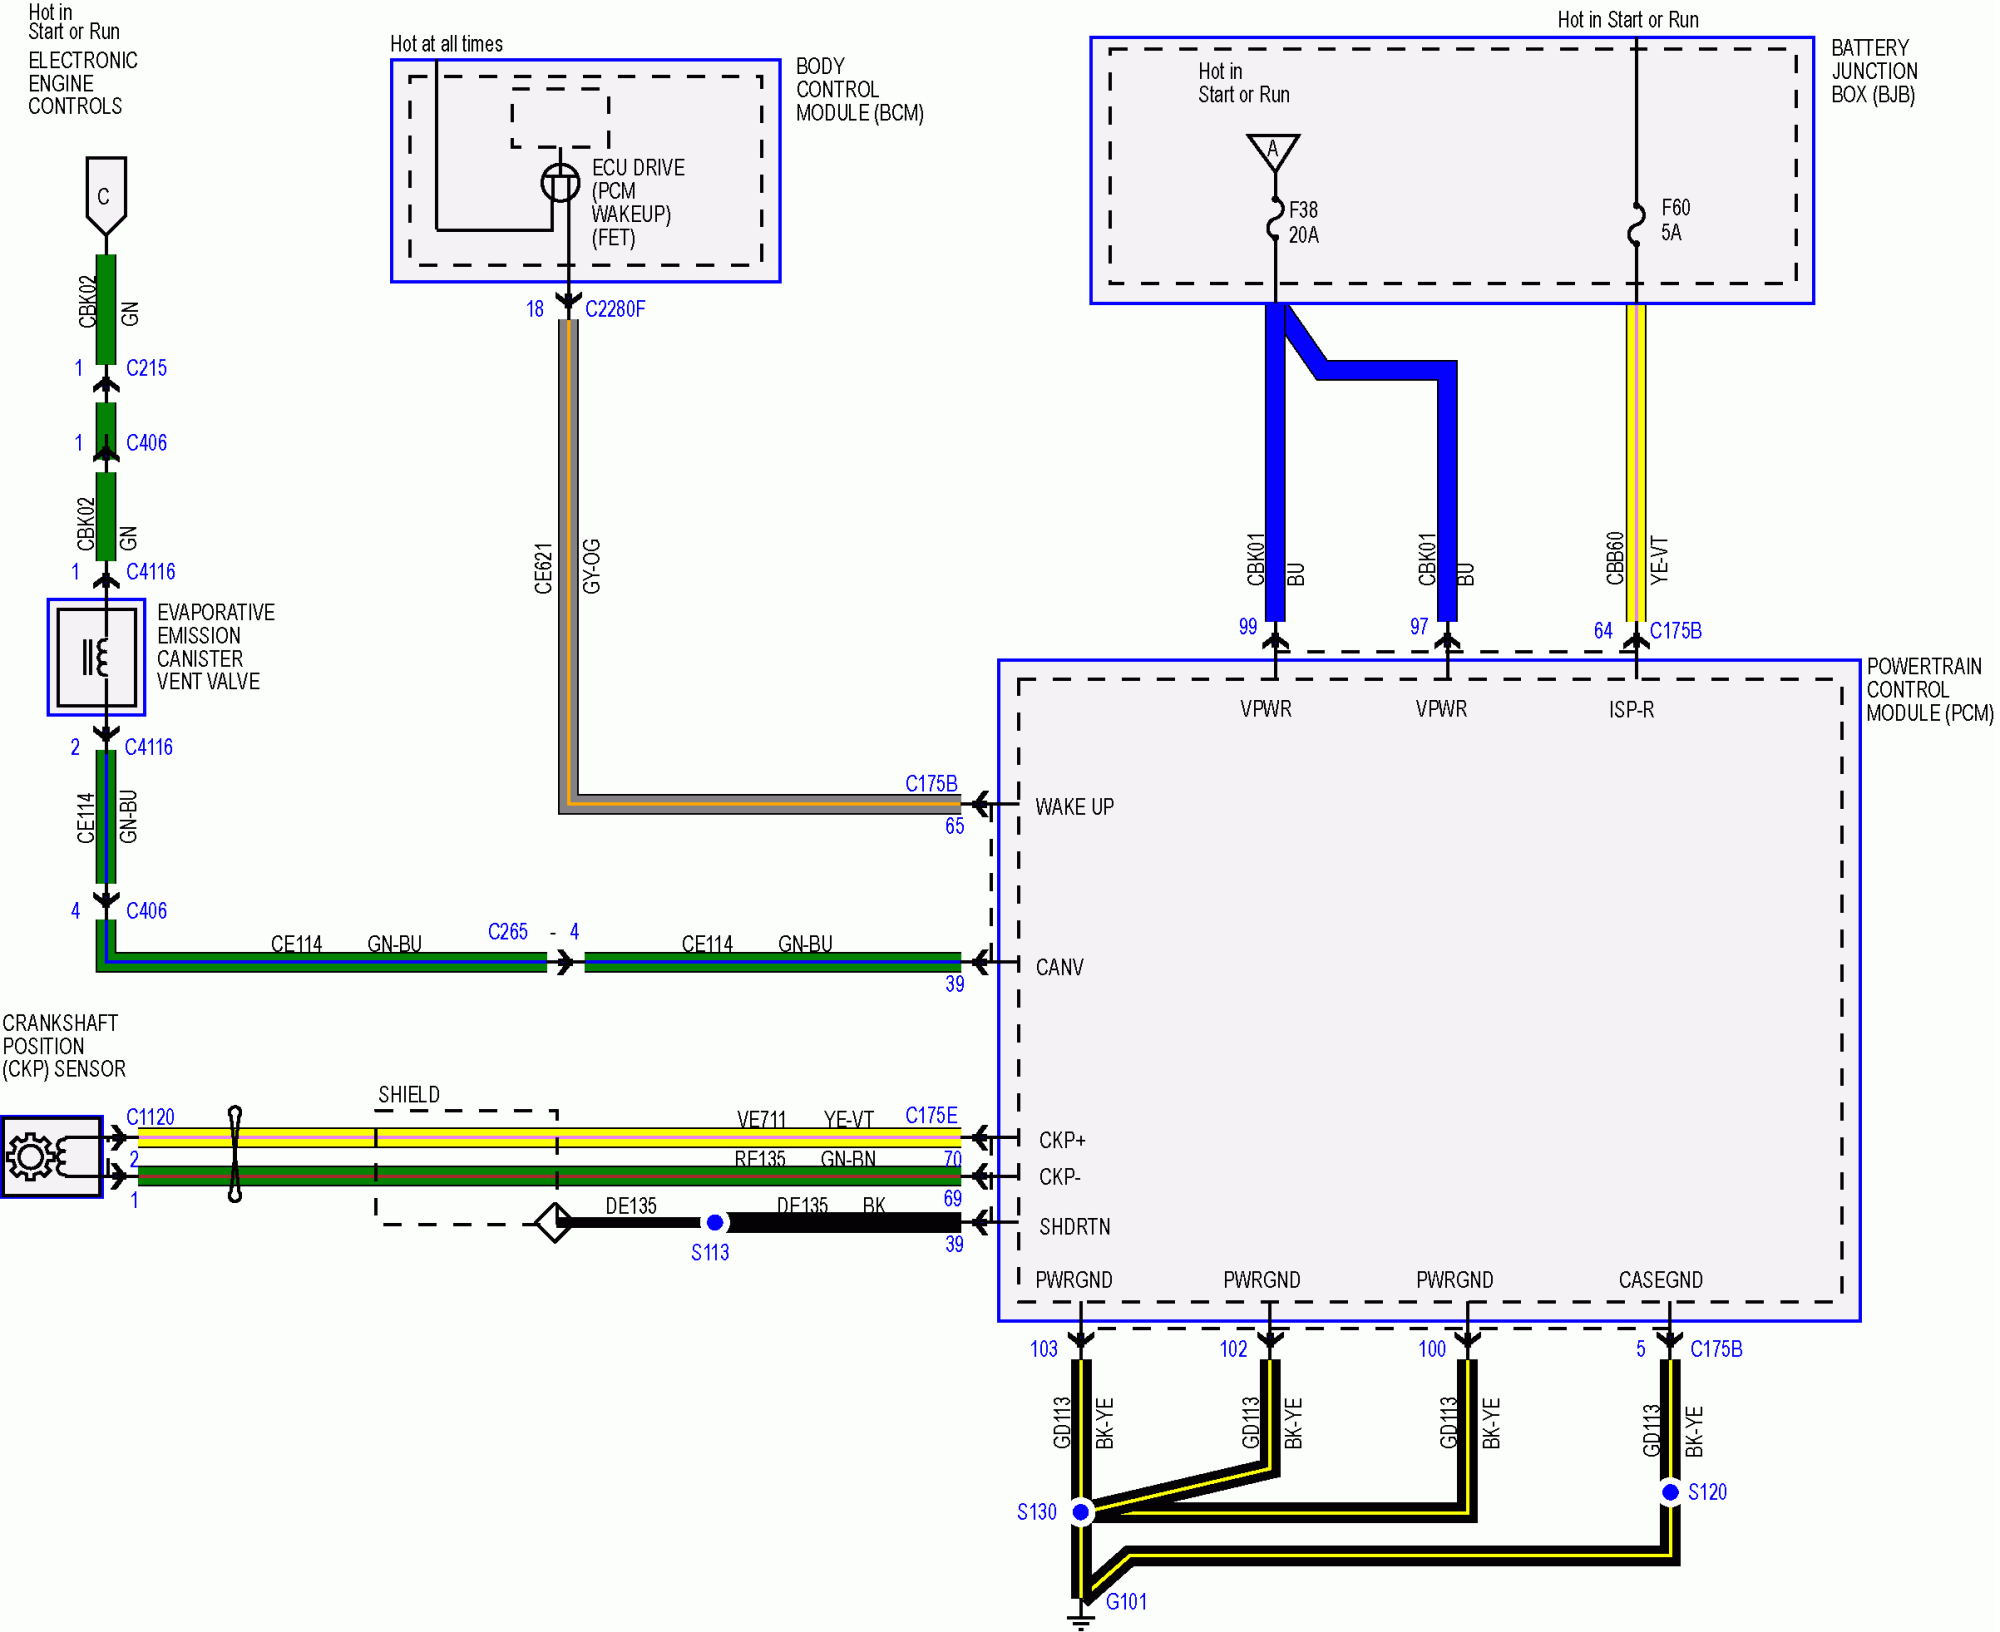 Hot in
Start or Run
ELECTRONIC
ENGINE
CONTROLS
C
CBK02
GN
1
C215
1
C406
CBK02
GN
1
C4116
EVAPORATIVE
EMISSION
CANISTER
VENT VALVE
2
C4116
CE114
GN-BU
4
C406
CE114
GN-BU
C265 - 4
CE114
GN-BU
39
CANV
Hot at all times
BODY
CONTROL
MODULE (BCM)
ECU DRIVE
(PCM
WAKEUP)
(FET)
18
C2280F
CE621
GY-OG
C175B
65
WAKE UP
Hot in Start or Run
BATTERY
JUNCTION
BOX (BJB)
Hot in
Start or Run
A
F38
20A
F60
5A
CBK01
BU
CBK01
BU
CBB60
YE-VT
99
97
64
C175B
POWERTRAIN
CONTROL
MODULE (PCM)
VPWR
VPWR
ISP-R
CRANKSHAFT
POSITION
(CKP) SENSOR
C1120
2
1
SHIELD
VE711
YE-VT
C175E
70
CKP+
RE135
GN-BN
69
CKP-
DE135
S113
DE135
BK
39
SHDRTN
PWRGND
PWRGND
PWRGND
CASEGND
103
102
100
5
C175B
GD113
BK-YE
GD113
BK-YE
GD113
BK-YE
GD113
BK-YE
S130
S120
G101